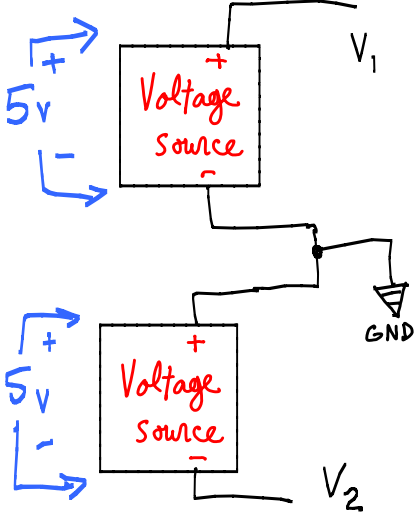 V1
+
+
Voltage
source
5v
-
-
GND
+
+
Voltage
source
5v
-
-
V2